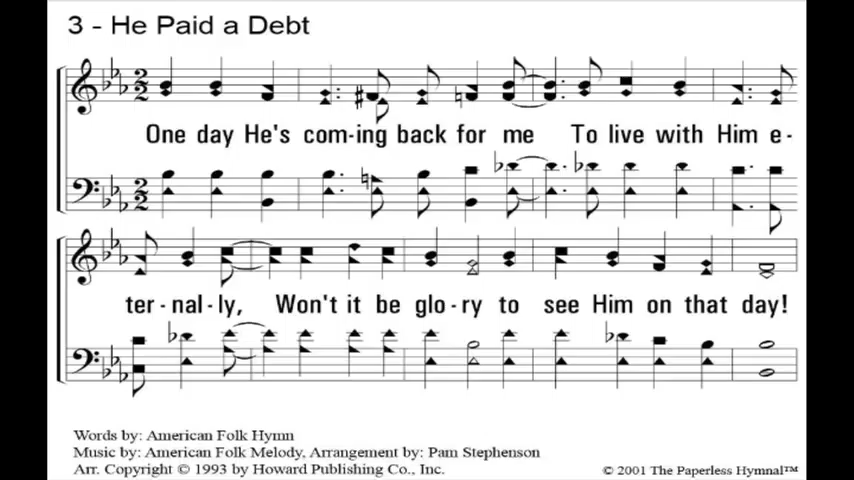 3 - He Paid a Debt
One day He's com-ing back for me To live with Him e-
ter-nal-ly, Won't it be glo-ry to see Him on that day!
Words by: American Folk Hymn
Music by: American Folk Melody, Arrangement by: Pam Stephenson
Arr. Copyright © 1993 by Howard Publishing Co., Inc.
© 2001 The Paperless Hymnal™